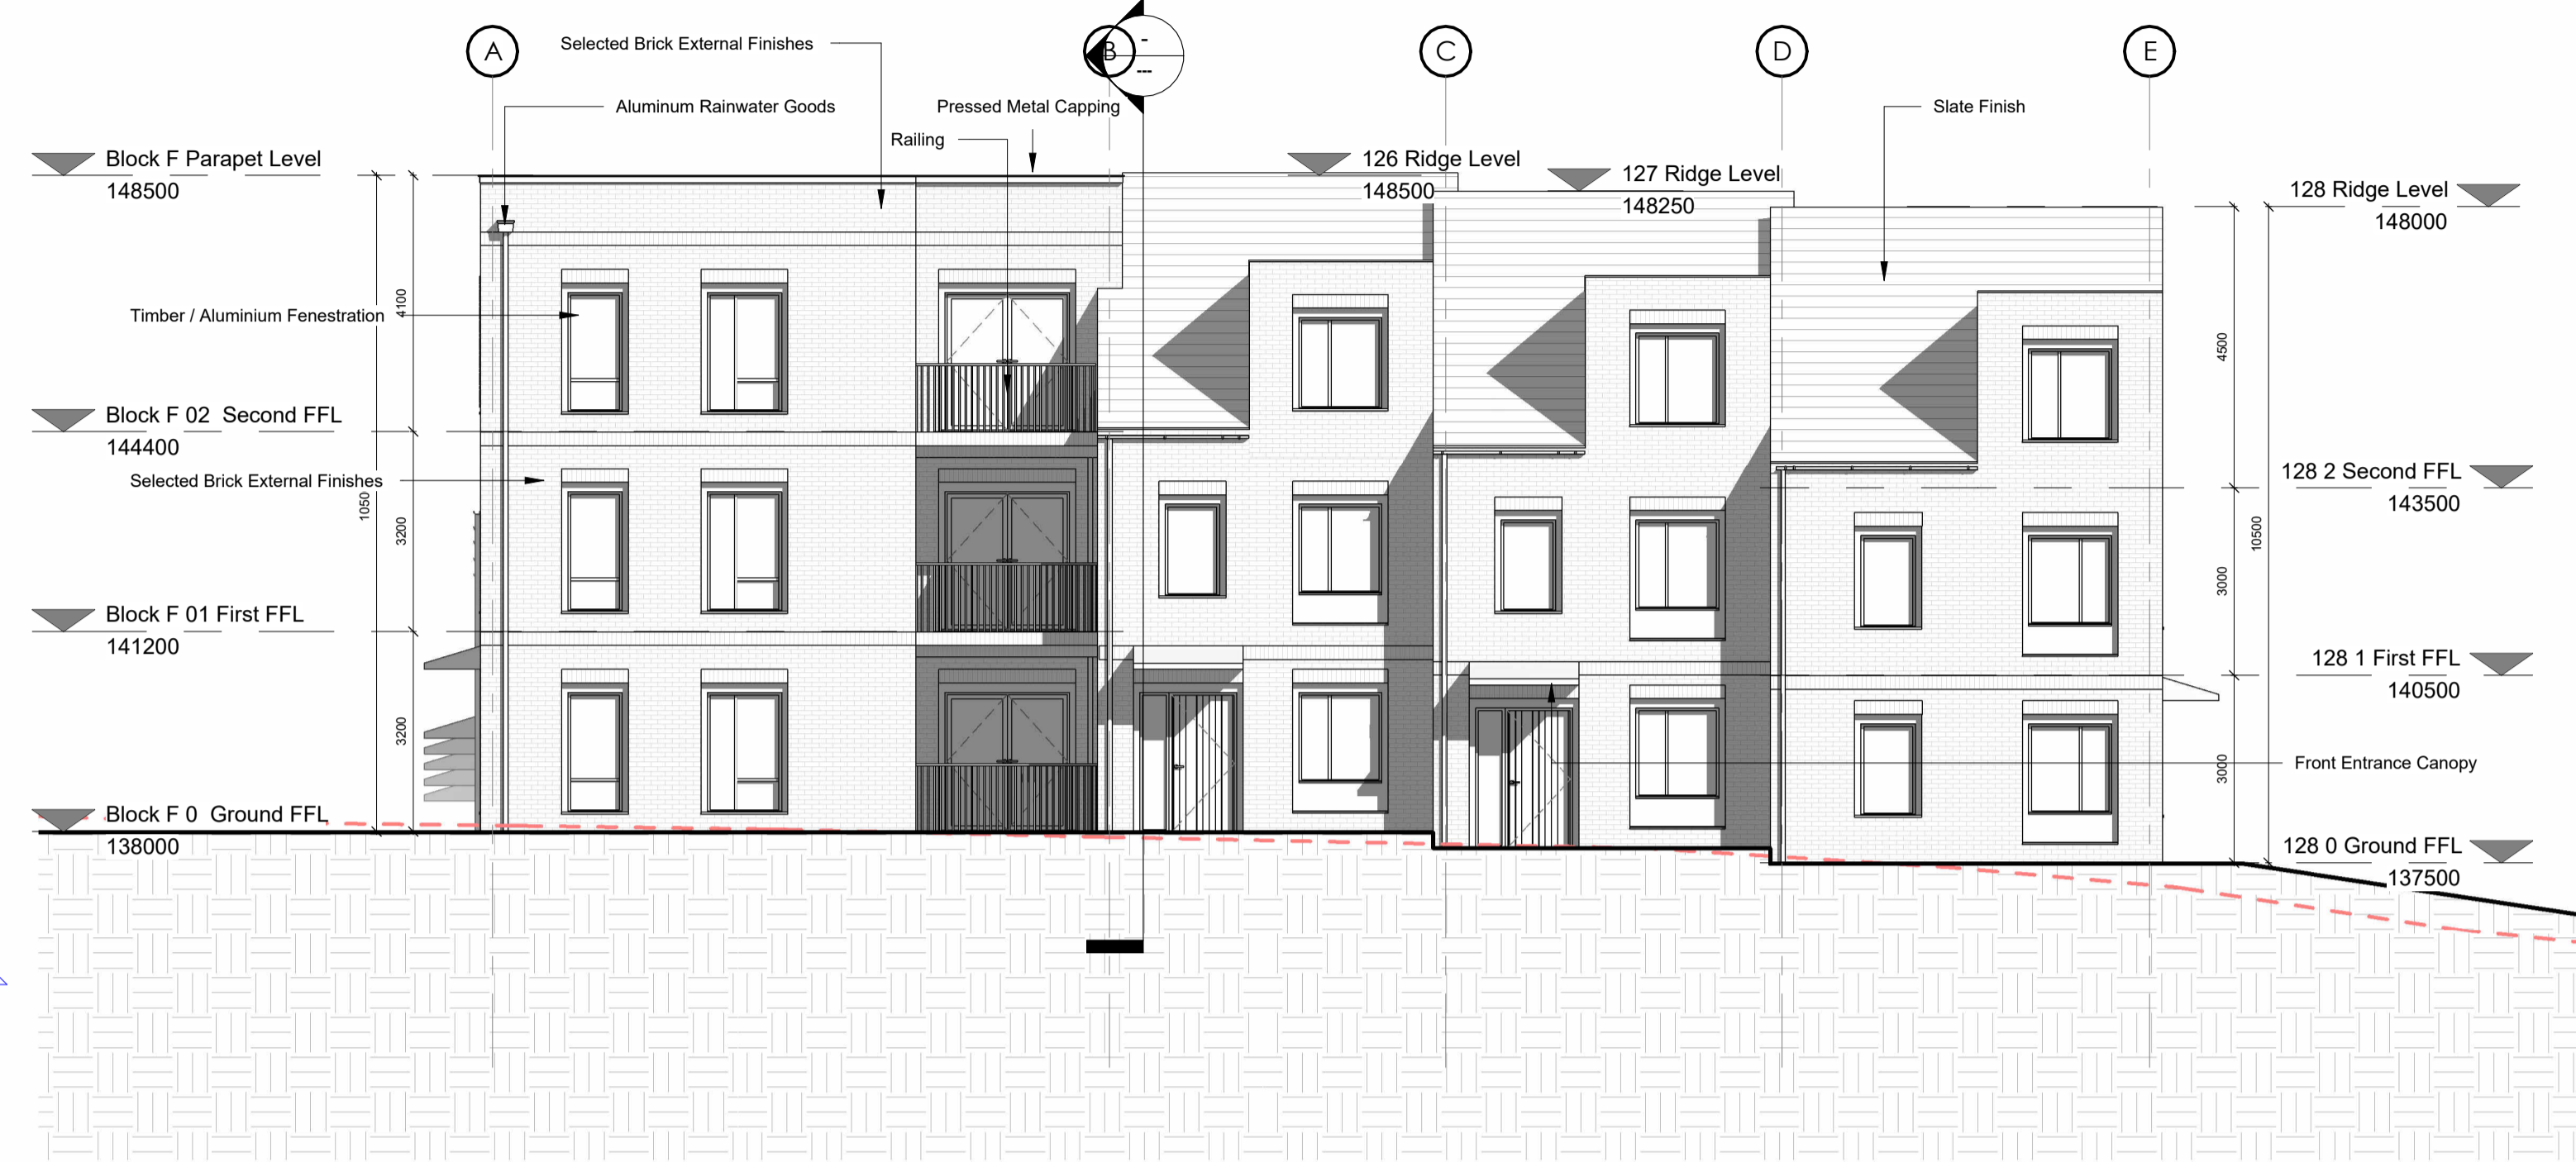 A
B
C
D
E
-
---
Selected Brick External Finishes
Aluminum Rainwater Goods
Pressed Metal Capping
Railing
Slate Finish
Block F Parapet Level
148500
126 Ridge Level
148500
127 Ridge Level
148250
128 Ridge Level
148000
Timber / Aluminium Fenestration
4100
4500
Block F 02 Second FFL
144400
Selected Brick External Finishes
1050
3200
128 2 Second FFL
143500
10500
3000
Block F 01 First FFL
141200
128 1 First FFL
140500
3200
3000
Front Entrance Canopy
Block F 0 Ground FFL
138000
128 0 Ground FFL
137500